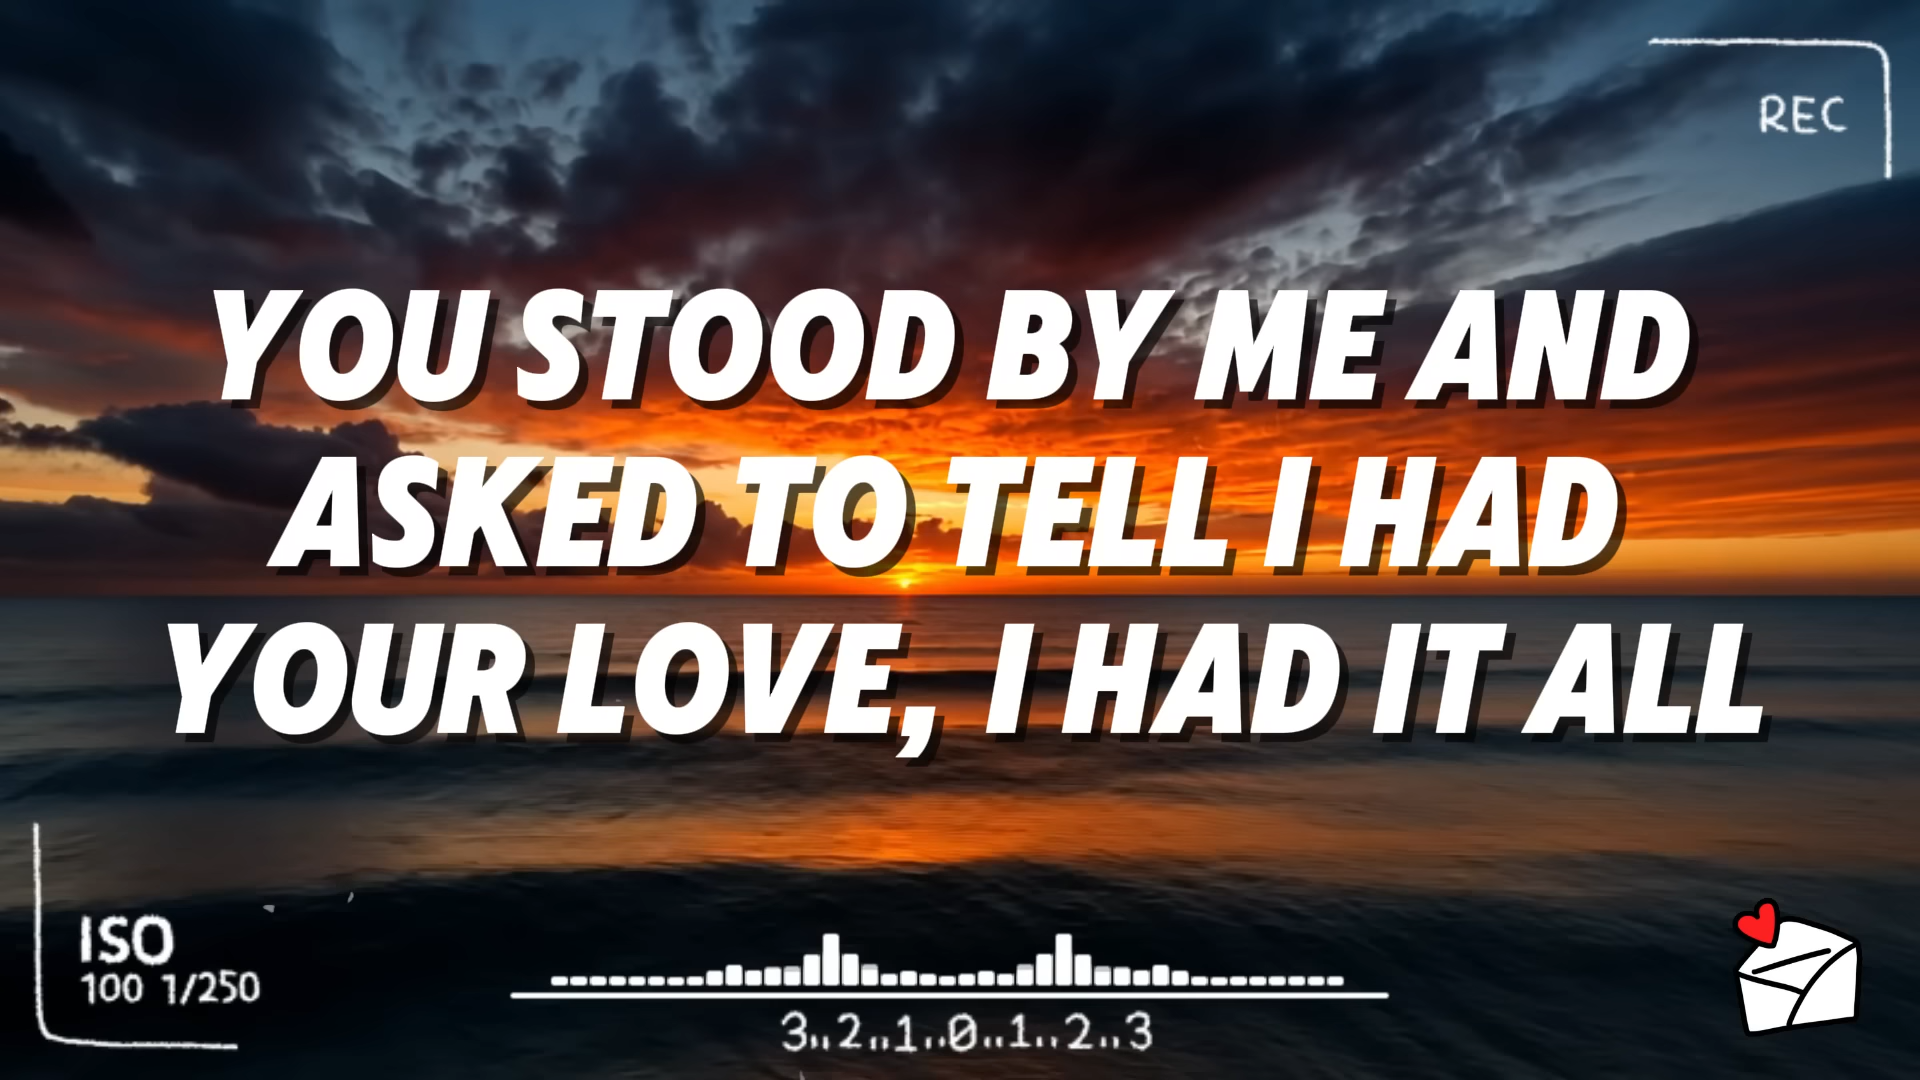 REC
YOU STOOD BY ME AND
ASKED TO TELL I HAD
YOUR LOVE, I HAD IT ALL
ISO
100 1/250
3..2..1..0..1..2..3